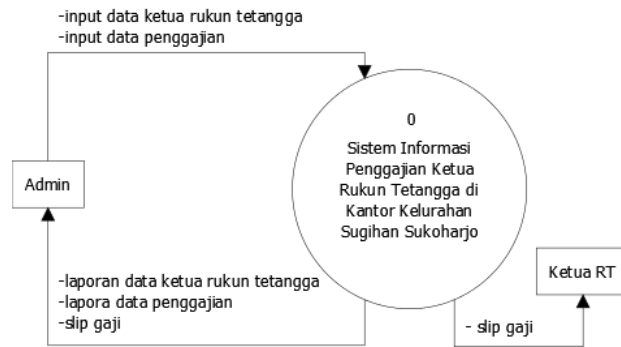 -input data ketua rukun tetangga
-input data penggajian
0
Sistem Informasi
Penggajian Ketua
Rukun Tetangga di
Kantor Kelurahan
Sugihan Sukoharjo
Admin
Ketua RT
-laporan data ketua rukun tetangga
-lapora data penggajian
-slip gaji
- slip gaji